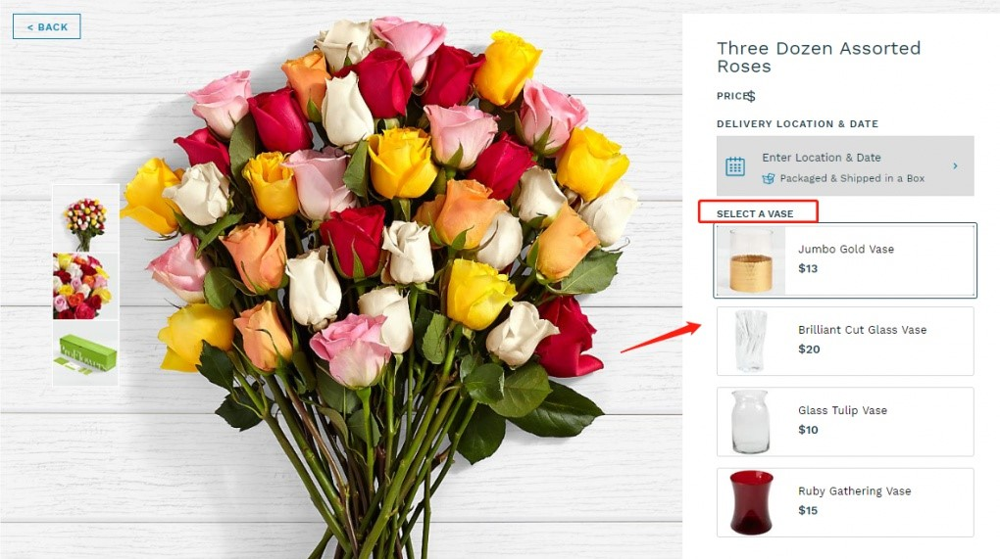 < BACK
Three Dozen Assorted
Roses
PRICE$
DELIVERY LOCATION & DATE
Enter Location & Date
Packaged & Shipped in a Box
SELECT A VASE
Jumbo Gold Vase
$13
Brilliant Cut Glass Vase
$20
Glass Tulip Vase
$10
Ruby Gathering Vase
$15